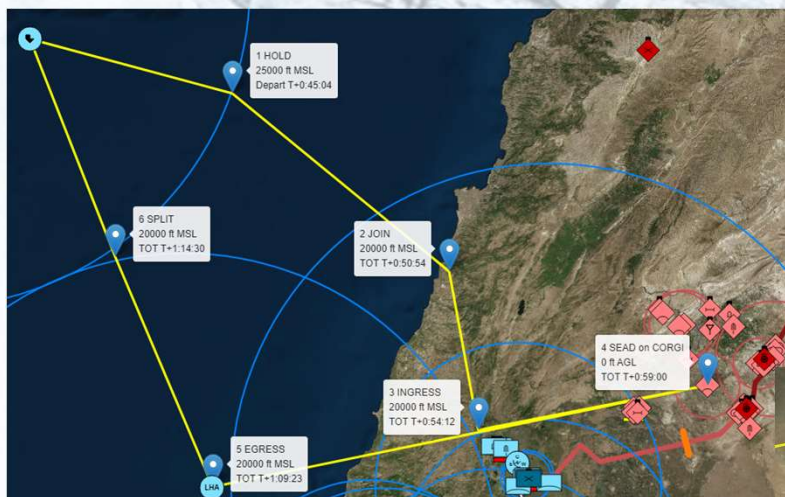 1 HOLD
25000 ft MSL
Depart T+0:45:04
6 SPLIT
20000 ft MSL
TOT T+1:14:30
2 JOIN
20000 ft MSL
TOT T+0:50:54
4 SEAD on CORGI
0 ft AGL
TOT T+0:59:00
3 INGRESS
20000 ft MSL
TOT T+0:54:12
5 EGRESS
20000 ft MSL
TOT T+1:09:23
LHA